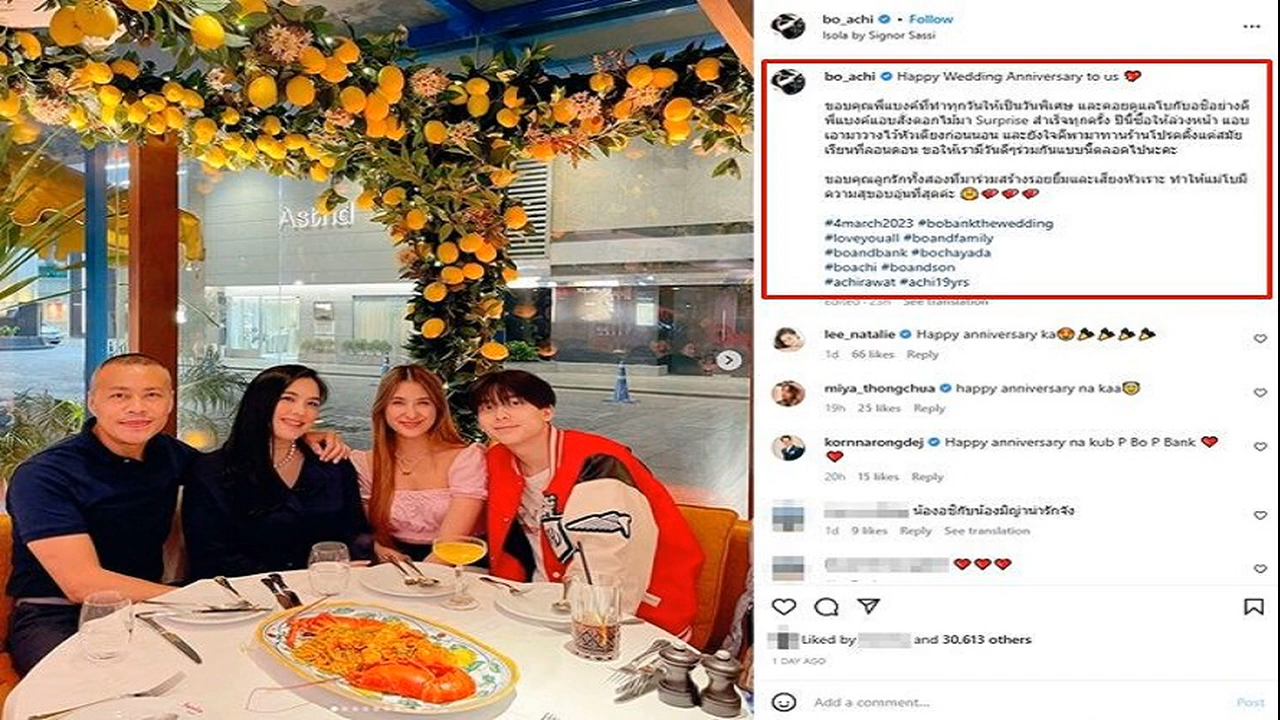 Astrid
bo_achi • Follow
Isola by Signor Sassi
bo_achi Happy Wedding Anniversary to us
ขอบคุณพี่แบงค์ที่ทำทุกวันให้เป็นวันพิเศษ และคอยดูแลโบกับอชิอย่างดี
พี่แบงค์แอบสั่งดอกไม้มา Surprise สำเร็จทุกครั้ง ปีนี้ซื้อให้ล่วงหน้า แอบ
เอามาวางไว้หัวเตียงก่อนนอน และยังใจดีพามาทานร้านโปรดตั้งแต่สมัย
เรียนที่ลอนดอน ขอให้เรามีวันดีๆร่วมกันแบบนี้ตลอดไปนะคะ
ขอบคุณลูกรักทั้งสองที่มาร่วมสร้างรอยยิ้มและเสียงหัวเราะ ทำให้แม่โบมี
ความสุขอบอุ่นที่สุดค่ะ
#4march2023 #bobankthewedding
#loveyouall #boandfamily
#boandbank #bochayada
#boachi #boandson
#achirawat #achi19yrs
Edited · 23h See translation
lee_natalie Happy anniversary ka
1d 66 likes Reply
miya_thongchua happy anniversary na kaa
19h 25 likes Reply
kornnarongdej Happy anniversary na kub P Bo P Bank
20h 15 likes Reply
น้องอชิกับน้องมิญ่าน่ารักจัง
1d 9 likes Reply See translation
Liked by and 30,613 others
1 DAY AGO
Add a comment... Post